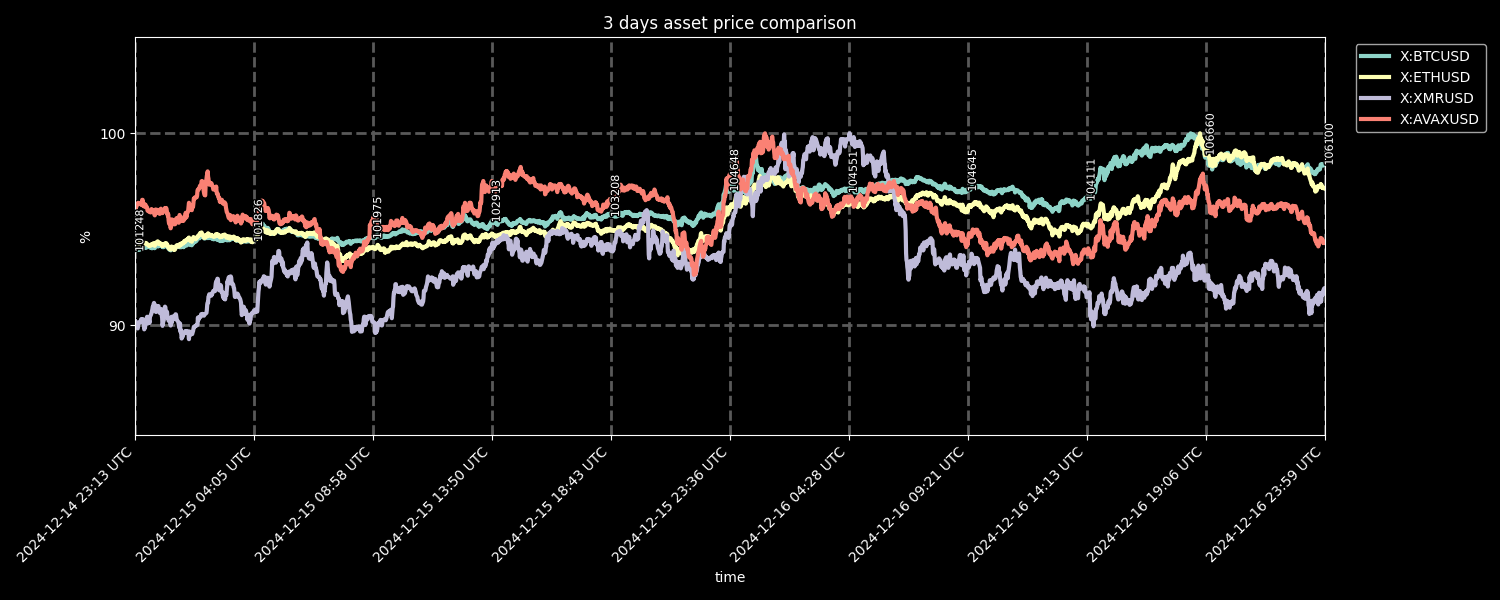 3 days asset price comparison
X:BTCUSD
X:ETHUSD
X:XMRUSD
X:AVAXUSD
100
90
%
101248
101826
101975
102913
103208
104648
104551
104645
104111
106660
106100
2024-12-14 23:13 UTC
2024-12-15 04:05 UTC
2024-12-15 08:58 UTC
2024-12-15 13:50 UTC
2024-12-15 18:43 UTC
2024-12-15 23:36 UTC
2024-12-16 04:28 UTC
2024-12-16 09:21 UTC
2024-12-16 14:13 UTC
2024-12-16 19:06 UTC
2024-12-16 23:59 UTC
time